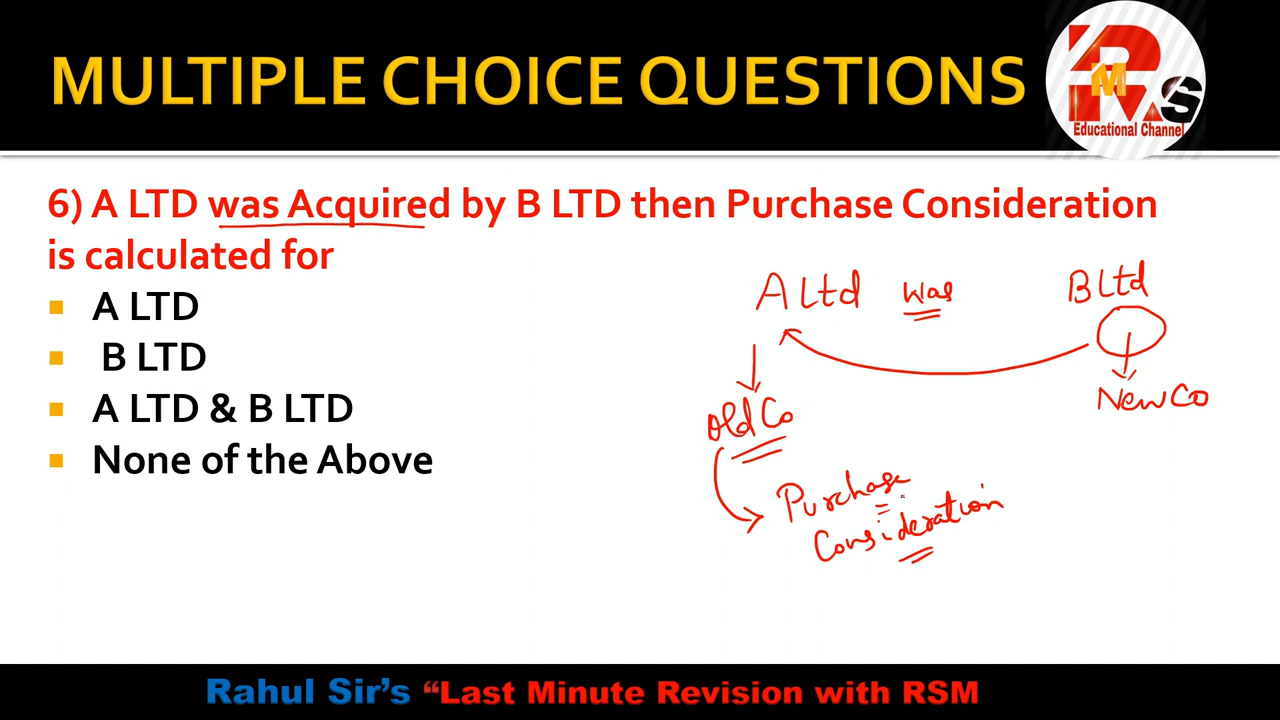 MULTIPLE CHOICE QUESTIONS
RMS
Educational Channel
6) A LTD was Acquired by B LTD then Purchase Consideration
is calculated for
A LTD
B LTD
A LTD & B LTD
None of the Above
A Ltd was B Ltd
Old Co
New Co
Purchase
Consideration
Rahul Sir's "Last Minute Revision with RSM